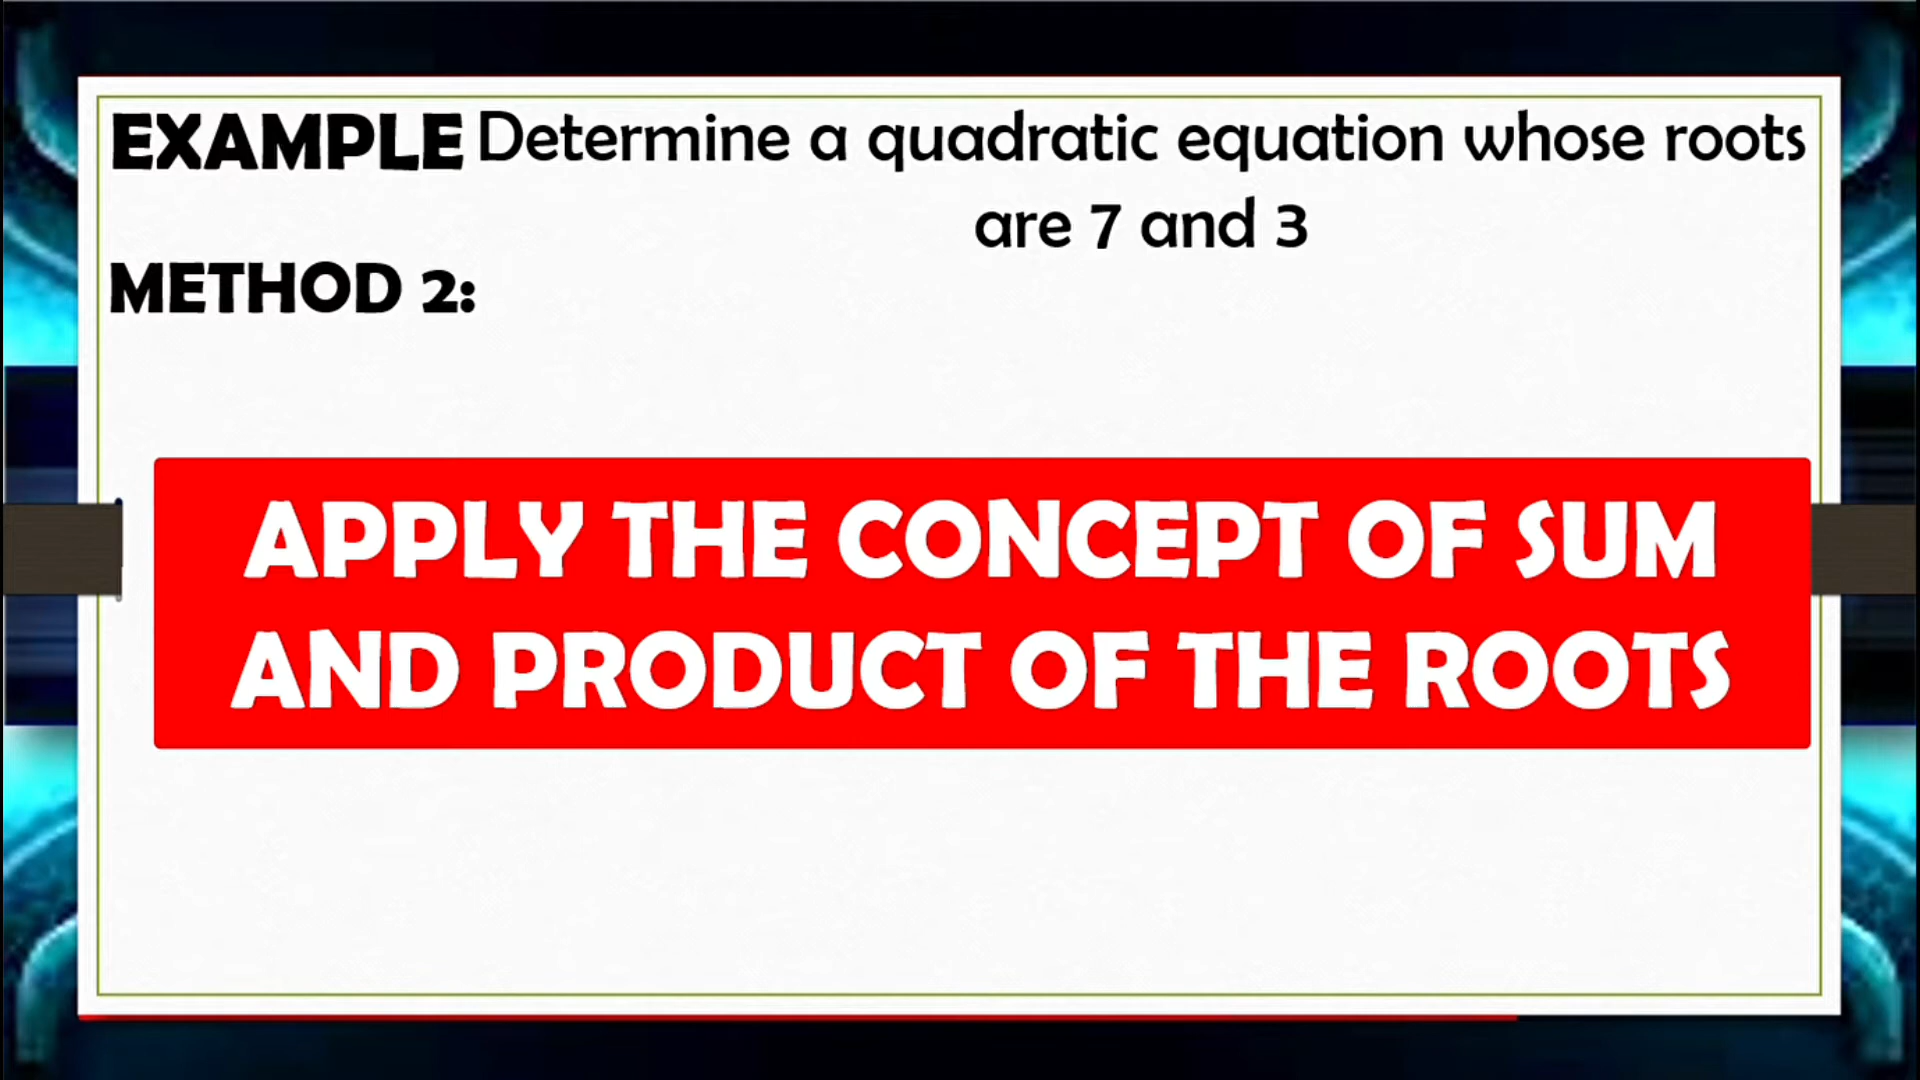 EXAMPLE Determine a quadratic equation whose roots
are 7 and 3
METHOD 2:
APPLY THE CONCEPT OF SUM
AND PRODUCT OF THE ROOTS